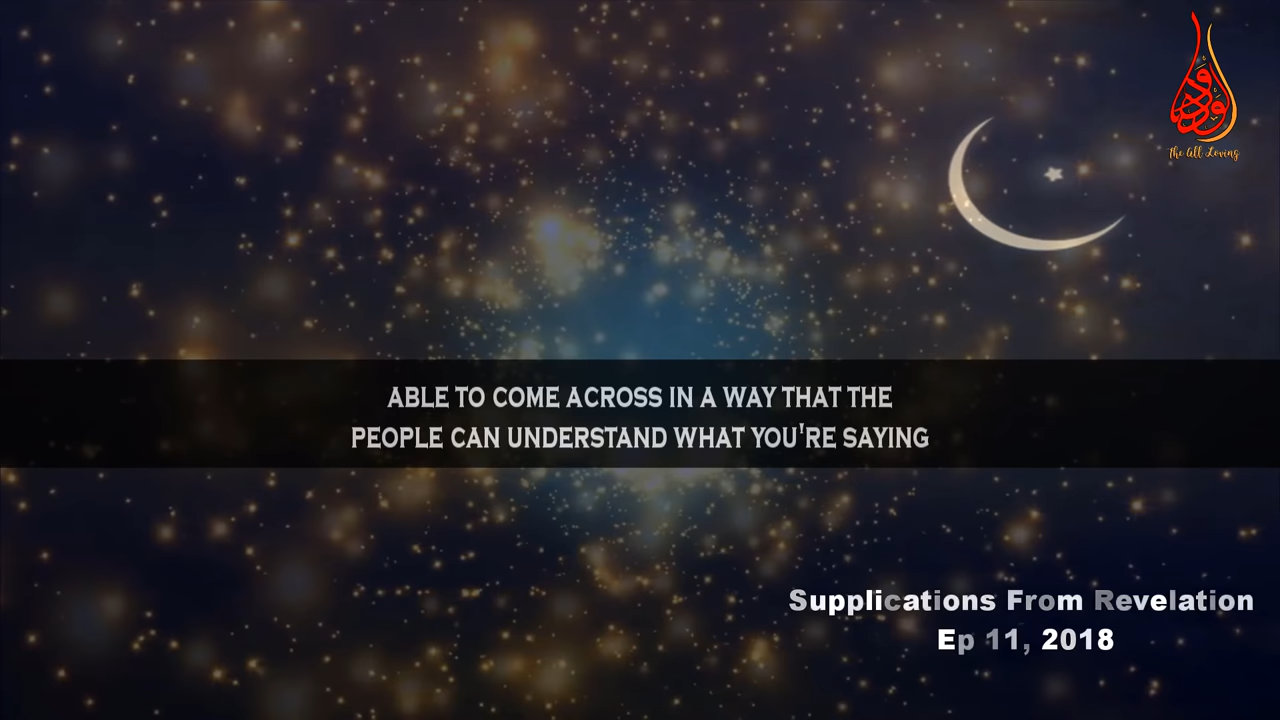 The All Loving
ABLE TO COME ACROSS IN A WAY THAT THE
PEOPLE CAN UNDERSTAND WHAT YOU'RE SAYING
Supplications From Revelation
Ep 11, 2018